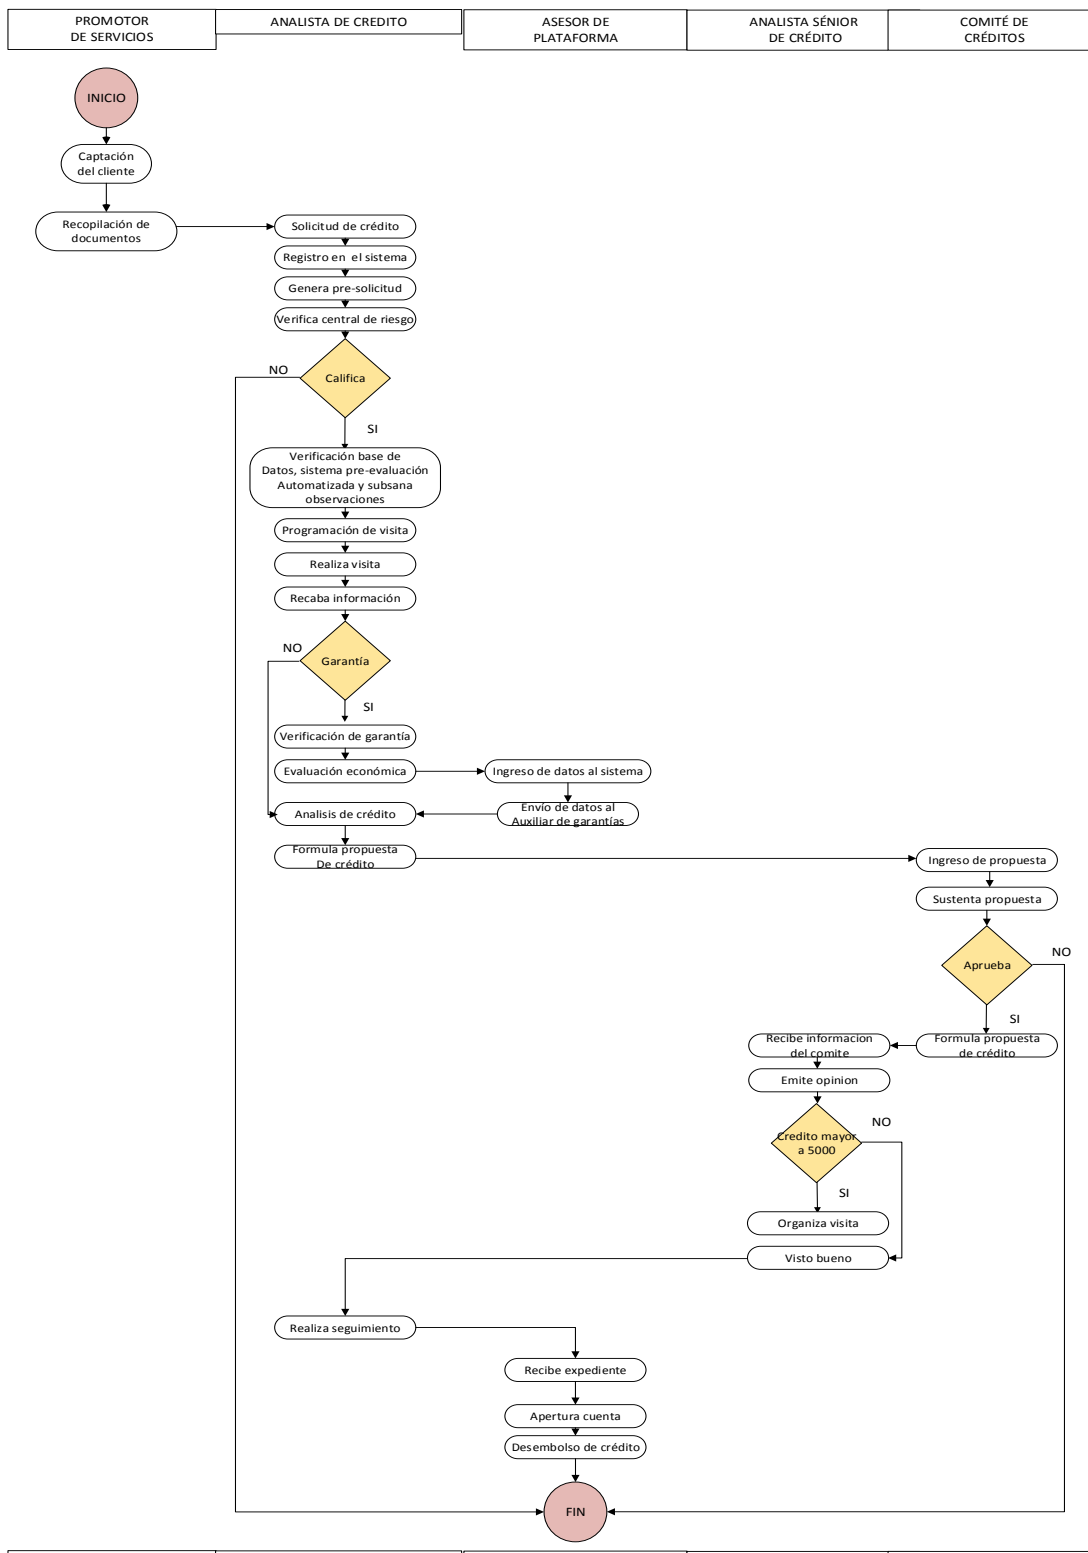 PROMOTOR
DE SERVICIOS
ANALISTA DE CREDITO
ASESOR DE
PLATAFORMA
ANALISTA SÉNIOR
DE CRÉDITO
COMITÉ DE
CRÉDITOS
INICIO
Captación
del cliente
Recopilación de
documentos
Solicitud de crédito
Registro en el sistema
Genera pre-solicitud
Verifica central de riesgo
NO
Califica
SI
Verificación base de
Datos, sistema pre-evaluación
Automatizada y subsana
observaciones
Programación de visita
Realiza visita
Recaba información
NO
Garantía
SI
Verificación de garantía
Evaluación económica
Ingreso de datos al sistema
Analisis de crédito
Envío de datos al
Auxiliar de garantías
Formula propuesta
De crédito
Ingreso de propuesta
Sustenta propuesta
Aprueba
NO
SI
Formula propuesta
de crédito
Recibe informacion
del comite
Emite opinion
NO
Credito mayor
a 5000
SI
Organiza visita
Visto bueno
Realiza seguimiento
Recibe expediente
Apertura cuenta
Desembolso de crédito
FIN